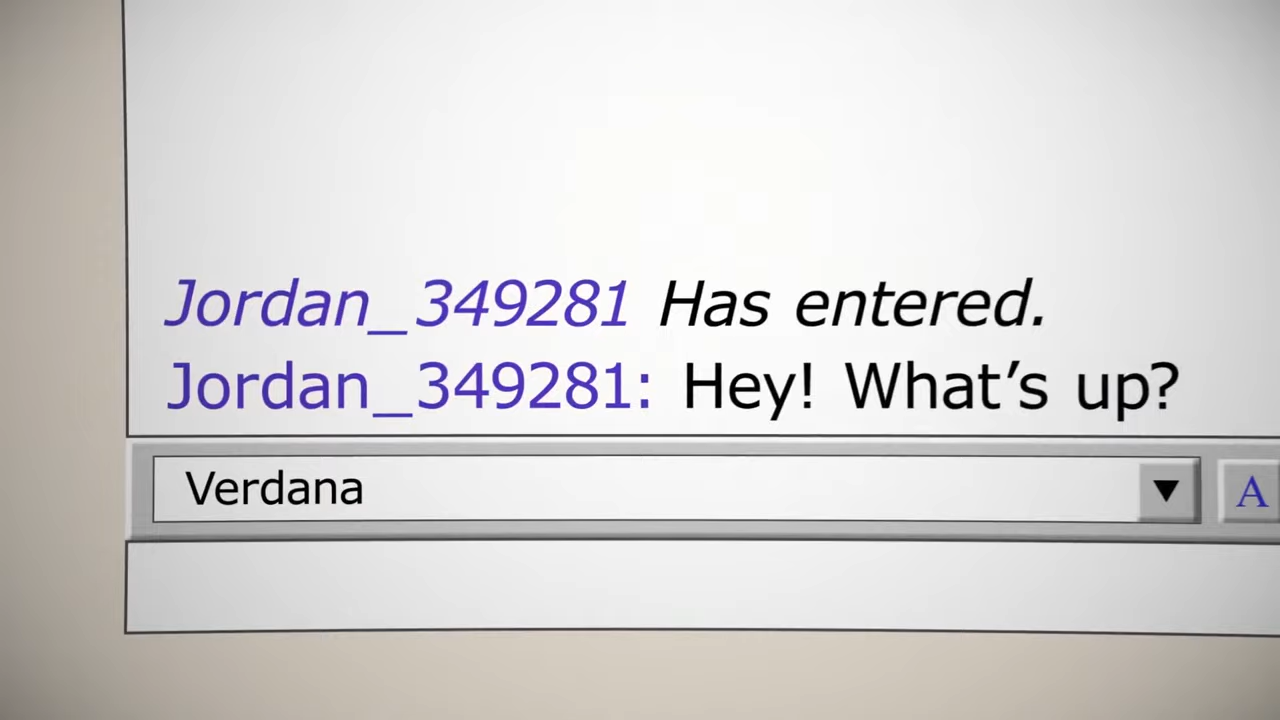 Jordan_349281 Has entered.
Jordan_349281: Hey! What’s up?
Verdana
A